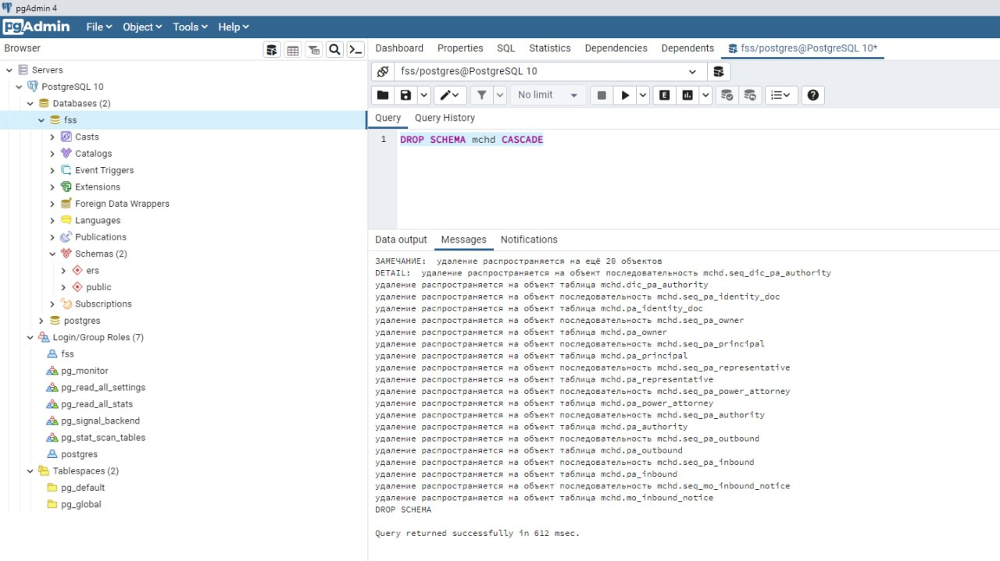 pgAdmin 4
pgAdmin File Object Tools Help
Browser
Dashboard Properties SQL Statistics Dependencies Dependents fss/postgres@PostgreSQL 10*
Servers
PostgreSQL 10
Databases (2)
fss
Casts
Catalogs
Event Triggers
Extensions
Foreign Data Wrappers
Languages
Publications
Schemas (2)
ers
public
Subscriptions
postgres
Login/Group Roles (7)
fss
pg_monitor
pg_read_all_settings
pg_read_all_stats
pg_signal_backend
pg_stat_scan_tables
postgres
Tablespaces (2)
pg_default
pg_global
fss/postgres@PostgreSQL 10
No limit
E
Query Query History
1 DROP SCHEMA mchd CASCADE
Data output Messages Notifications
ЗАМЕЧАНИЕ: удаление распространяется на ещё 20 объектов
DETAIL: удаление распространяется на объект последовательность mchd.seq_dic_pa_authority
удаление распространяется на объект таблица mchd.dic_pa_authority
удаление распространяется на объект последовательность mchd.seq_pa_identity_doc
удаление распространяется на объект таблица mchd.pa_identity_doc
удаление распространяется на объект последовательность mchd.seq_pa_owner
удаление распространяется на объект таблица mchd.pa_owner
удаление распространяется на объект последовательность mchd.seq_pa_principal
удаление распространяется на объект таблица mchd.pa_principal
удаление распространяется на объект последовательность mchd.seq_pa_representative
удаление распространяется на объект таблица mchd.pa_representative
удаление распространяется на объект последовательность mchd.seq_pa_power_attorney
удаление распространяется на объект таблица mchd.pa_power_attorney
удаление распространяется на объект последовательность mchd.seq_pa_authority
удаление распространяется на объект таблица mchd.pa_authority
удаление распространяется на объект последовательность mchd.seq_pa_outbound
удаление распространяется на объект таблица mchd.pa_outbound
удаление распространяется на объект последовательность mchd.seq_pa_inbound
удаление распространяется на объект таблица mchd.pa_inbound
удаление распространяется на объект последовательность mchd.seq_mo_inbound_notice
удаление распространяется на объект таблица mchd.mo_inbound_notice
DROP SCHEMA
Query returned successfully in 612 msec.